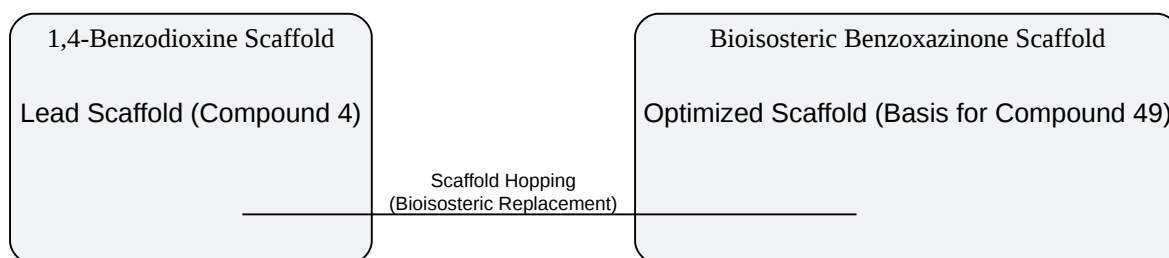 1,4-Benzodioxine Scaffold
Lead Scaffold (Compound 4)
Scaffold Hopping
(Bioisosteric Replacement)
Bioisosteric Benzoxazinone Scaffold
Optimized Scaffold (Basis for Compound 49)